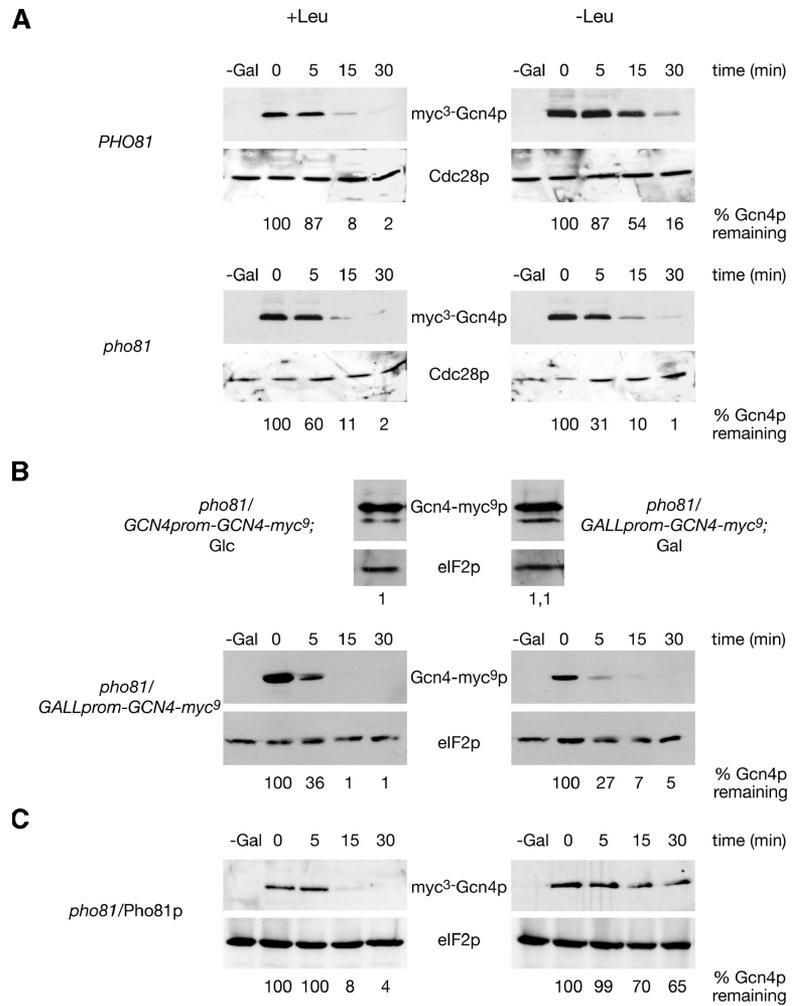 A
+Leu -Leu
-Gal 0 5 15 30 -Gal 0 5 15 30 time (min)
PHO81 myc3-Gcn4p
Cdc28p
100 87 8 2 100 87 54 16 % Gcn4p remaining
-Gal 0 5 15 30 -Gal 0 5 15 30 time (min)
pho81 myc3-Gcn4p
Cdc28p
100 60 11 2 100 31 10 1 % Gcn4p remaining
B
pho81/ GCN4prom-GCN4-myc9; Glc Gcn4-myc9p pho81/ GALLprom-GCN4-myc9; Gal
eIF2p
1 1,1
-Gal 0 5 15 30 -Gal 0 5 15 30 time (min)
pho81/ GALLprom-GCN4-myc9 Gcn4-myc9p
eIF2p
100 36 1 1 100 27 7 5 % Gcn4p remaining
C
-Gal 0 5 15 30 -Gal 0 5 15 30 time (min)
pho81/Pho81p myc3-Gcn4p
eIF2p
100 100 8 4 100 99 70 65 % Gcn4p remaining